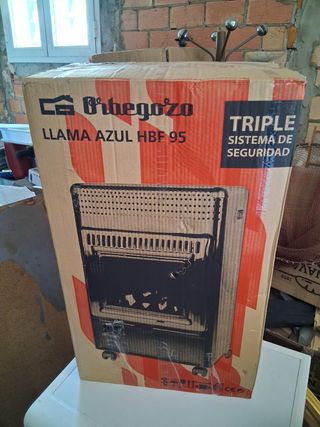 Orbegozo
LLAMA AZUL HBF 95
TRIPLE
SISTEMA DE
SEGURIDAD